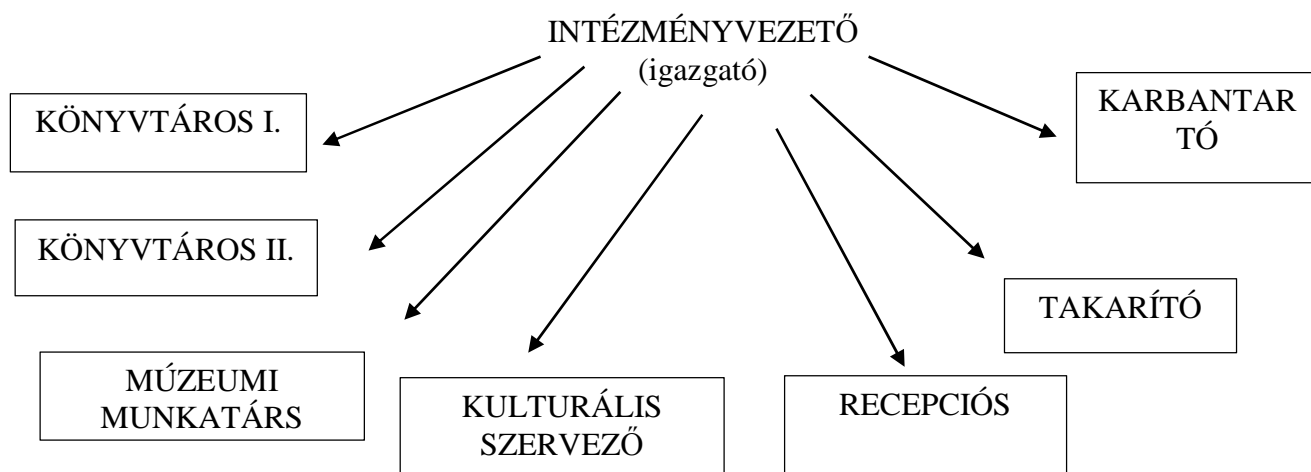 INTÉZMÉNYVEZETŐ
(igazgató)
KÖNYVTÁROS I.
KARBANTAR
TÓ
KÖNYVTÁROS II.
TAKARÍTÓ
MÚZEUMI
MUNKATÁRS
KULTURÁLIS
SZERVEZŐ
RECEPCIÓS